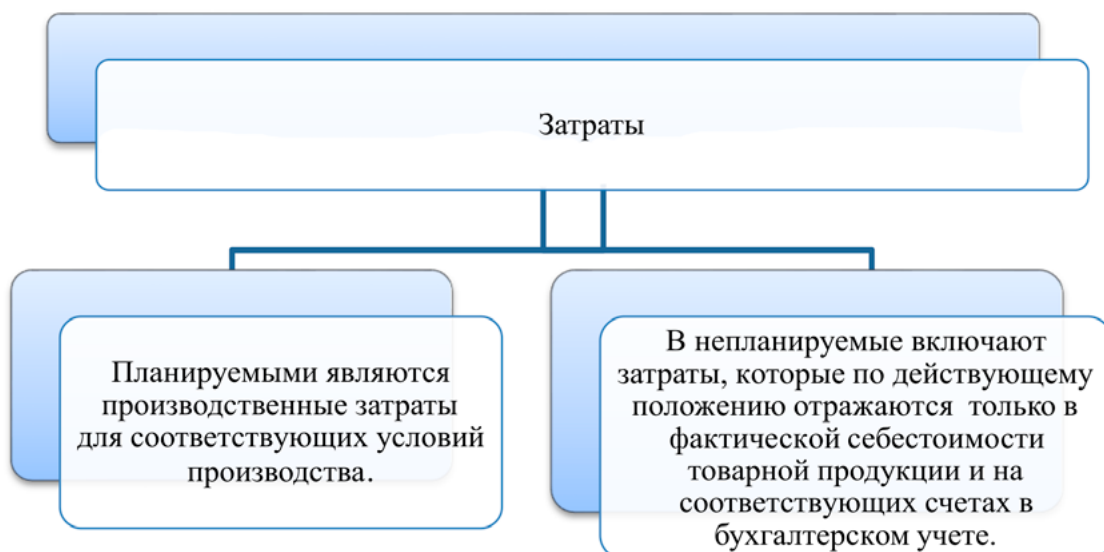 Затраты
Планируемыми являются
производственные затраты
для соответствующих условий
производства.
В непланируемые включают
затраты, которые по действующему
положению отражаются  только в
фактической себестоимости
товарной продукции и на
соответствующих счетах в
бухгалтерском учете.